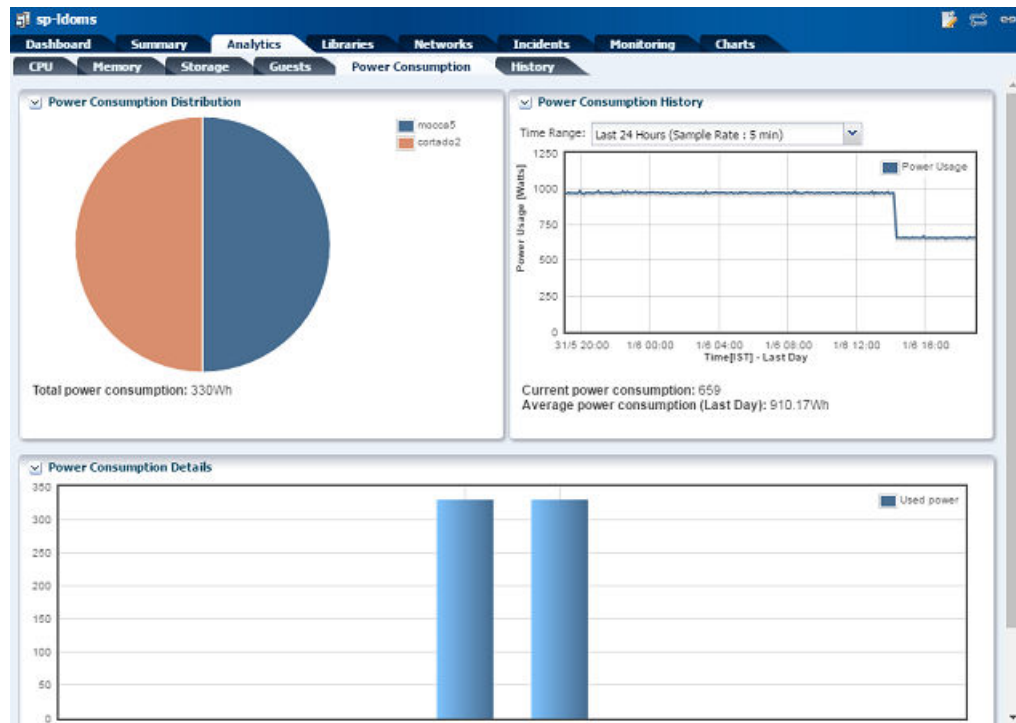 sp-ldoms
Dashboard Summary Analytics Libraries Networks Incidents Monitoring Charts
CPU Memory Storage Guests Power Consumption History
Power Consumption Distribution
mocca5
cortado2
Total power consumption: 330Wh
Power Consumption History
Time Range: Last 24 Hours (Sample Rate : 5 min)
Power Usage
Power Usage [Watts]
1250
1000
750
500
250
0
31/5 20:00 1/6 00:00 1/6 04:00 1/6 08:00 1/6 12:00 1/6 16:00
Time[IST] - Last Day
Current power consumption: 659
Average power consumption (Last Day): 910.17Wh
Power Consumption Details
Used power
350
300
250
200
150
100
50
0